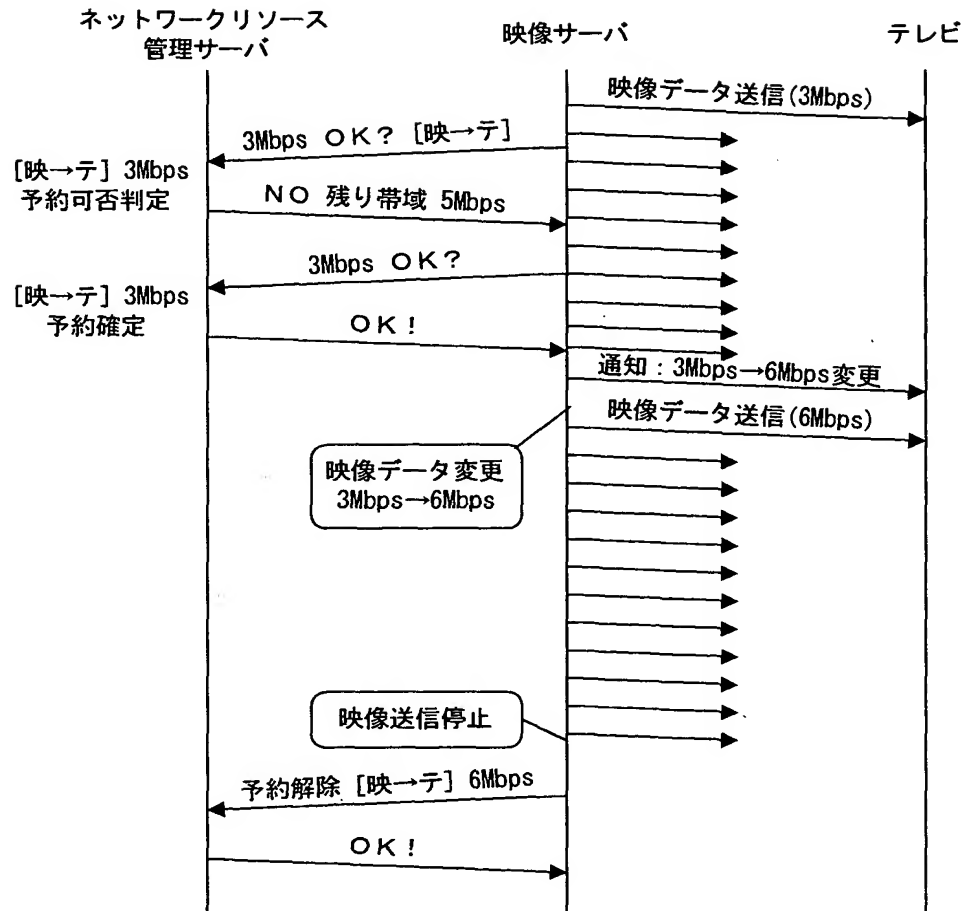 ネットワークリソース
管理サーバ
映像サーバ
テレビ
映像データ送信(3Mbps)
3Mbps OK? [映→テ]
[映→テ] 3Mbps
予約可否判定
NO 残り帯域 5Mbps
3Mbps OK?
[映→テ] 3Mbps
予約確定
OK!
通知:3Mbps→6Mbps変更
映像データ送信(6Mbps)
映像データ変更
3Mbps→6Mbps
映像送信停止
予約解除 [映→テ] 6Mbps
OK!